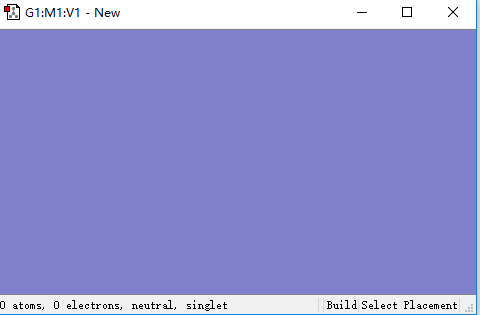 G1:M1:V1 - New
0 atoms, 0 electrons, neutral, singlet Build Select Placement